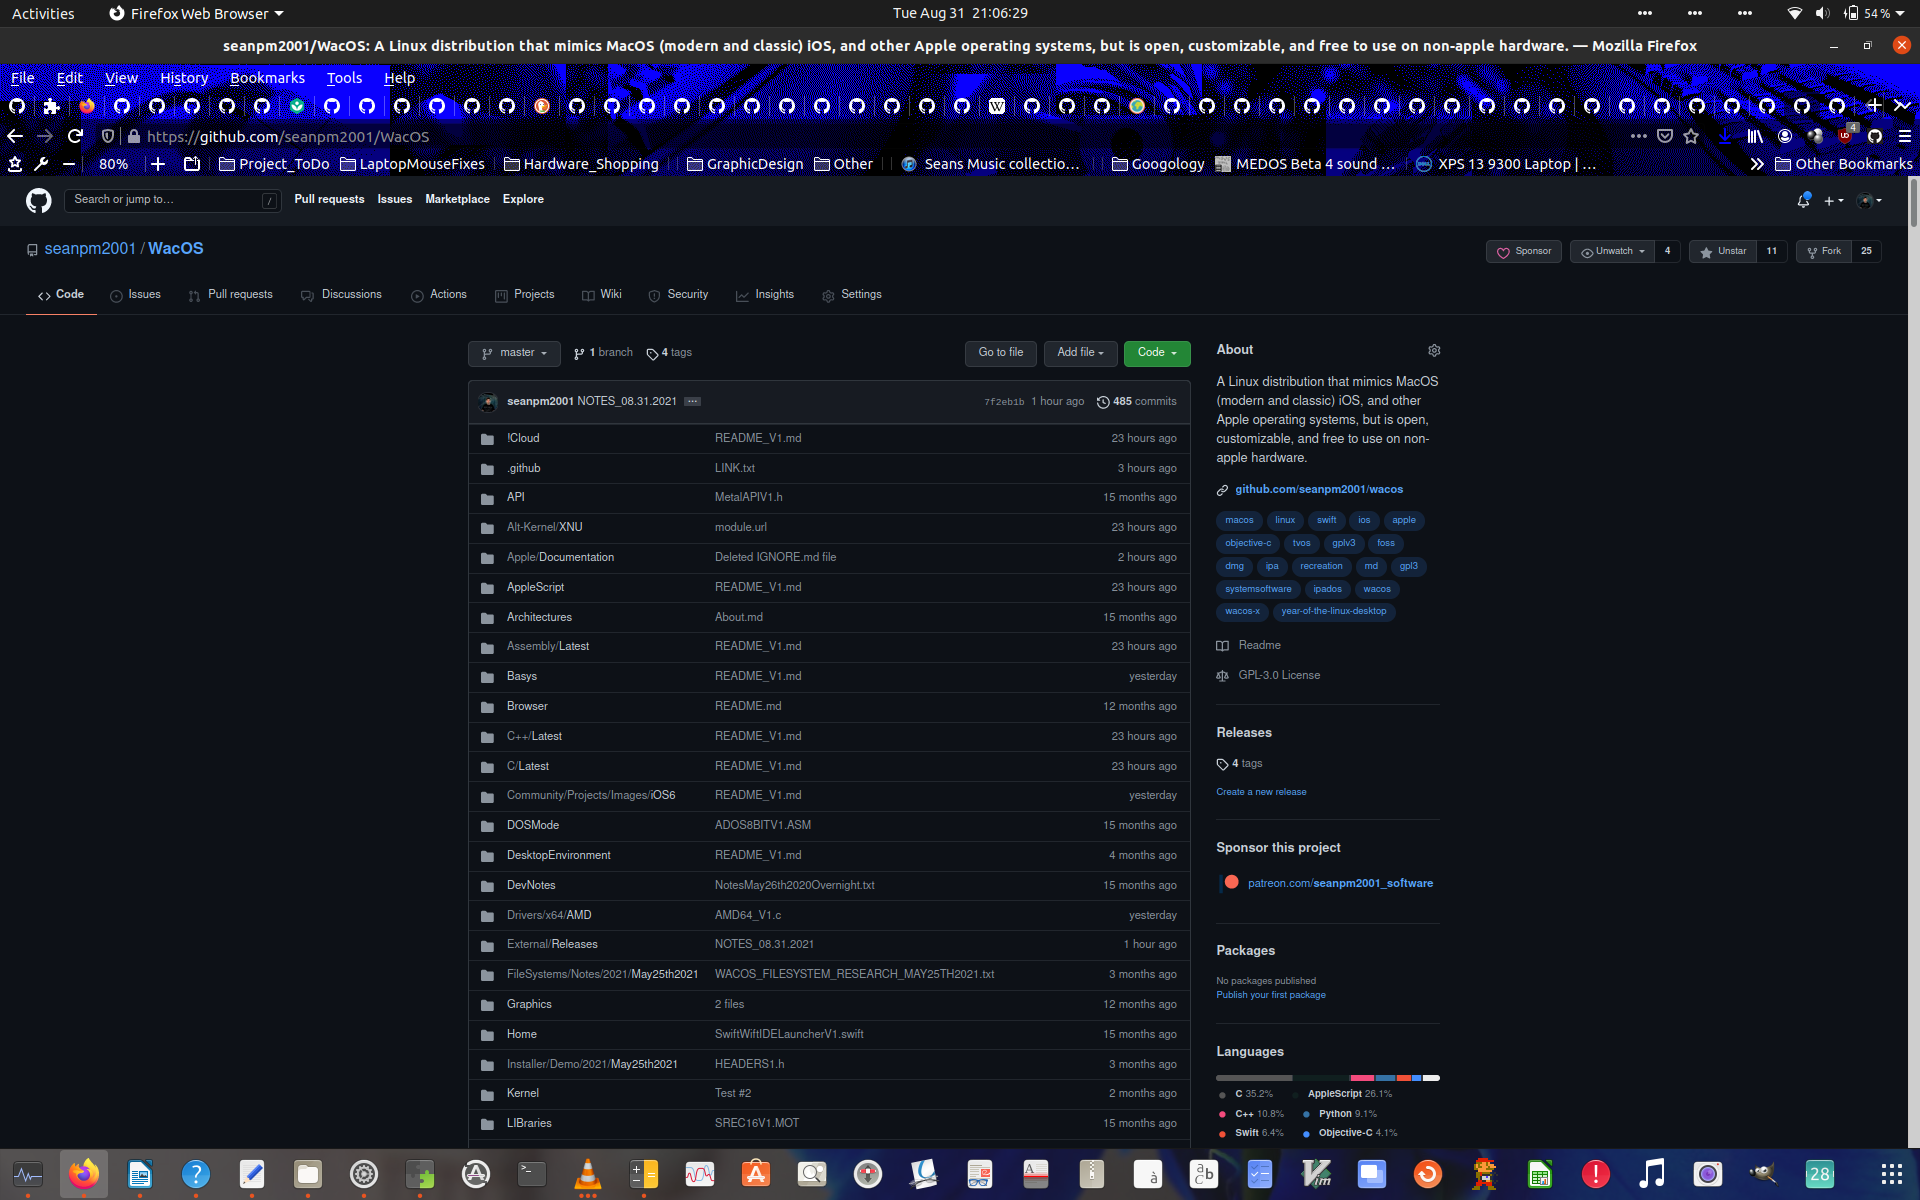 Activities
Firefox Web Browser
Tue Aug 31 21:06:29
54 %
seanpm2001/WacOS: A Linux distribution that mimics MacOS (modern and classic) iOS, and other Apple operating systems, but is open, customizable, and free to use on non-apple hardware. — Mozilla Firefox
File Edit View History Bookmarks Tools Help
https://github.com/seanpm2001/WacOS
4
80%
Project_ToDo
LaptopMouseFixes
Hardware_Shopping
GraphicDesign
Other
Seans Music collectio…
Googology
MEDOS Beta 4 sound …
XPS 13 9300 Laptop | …
Other Bookmarks
Search or jump to…
/
Pull requests Issues Marketplace Explore
seanpm2001 / WacOS
Sponsor
Unwatch 4
Unstar 11
Fork 25
Code Issues Pull requests Discussions Actions Projects Wiki Security Insights Settings
master
1 branch
4 tags
Go to file
Add file
Code
seanpm2001 NOTES_08.31.2021 ...
7f2eb1b 1 hour ago
485 commits
!Cloud README_V1.md 23 hours ago
.github LINK.txt 3 hours ago
API MetalAPIV1.h 15 months ago
Alt-Kernel/XNU module.url 23 hours ago
Apple/Documentation Deleted IGNORE.md file 2 hours ago
AppleScript README_V1.md 23 hours ago
Architectures About.md 15 months ago
Assembly/Latest README_V1.md 23 hours ago
Basys README_V1.md yesterday
Browser README.md 12 months ago
C++/Latest README_V1.md 23 hours ago
C/Latest README_V1.md 23 hours ago
Community/Projects/Images/iOS6 README_V1.md yesterday
DOSMode ADOS8BITV1.ASM 15 months ago
DesktopEnvironment README_V1.md 4 months ago
DevNotes NotesMay26th2020Overnight.txt 15 months ago
Drivers/x64/AMD AMD64_V1.c yesterday
External/Releases NOTES_08.31.2021 1 hour ago
FileSystems/Notes/2021/May25th2021 WACOS_FILESYSTEM_RESEARCH_MAY25TH2021.txt 3 months ago
Graphics 2 files 12 months ago
Home SwiftWiftIDELauncherV1.swift 15 months ago
Installer/Demo/2021/May25th2021 HEADERS1.h 3 months ago
Kernel Test #2 2 months ago
LIBraries SREC16V1.MOT 15 months ago
About
A Linux distribution that mimics MacOS
(modern and classic) iOS, and other
Apple operating systems, but is open,
customizable, and free to use on non-
apple hardware.
github.com/seanpm2001/wacos
macos linux swift ios apple
objective-c tvos gplv3 foss
dmg ipa recreation md gpl3
systemsoftware ipados wacos
wacos-x year-of-the-linux-desktop
Readme
GPL-3.0 License
Releases
4 tags
Create a new release
Sponsor this project
patreon.com/seanpm2001_software
Packages
No packages published
Publish your first package
Languages
C 35.2% AppleScript 26.1%
C++ 10.8% Python 9.1%
Swift 6.4% Objective-C 4.1%
28